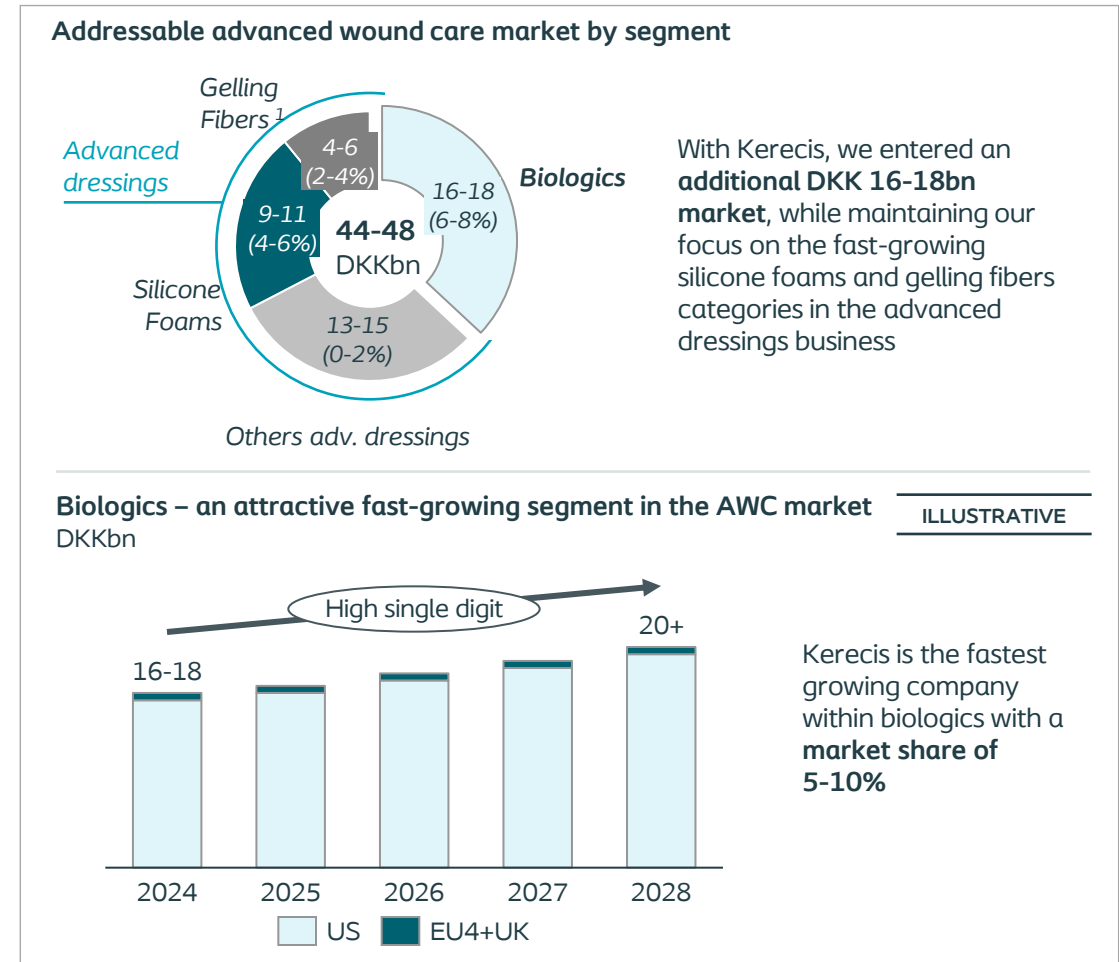 Addressable advanced wound care market by segment
Gelling
Fibers 1
Advanced
dressings
4-6
(2-4%)
16-18
(6-8%)
Biologics
9-11
(4-6%)
44-48
DKKbn
Silicone
Foams
13-15
(0-2%)
Others adv. dressings
With Kerecis, we entered an
additional DKK 16-18bn
market, while maintaining our
focus on the fast-growing
silicone foams and gelling fibers
categories in the advanced
dressings business
Biologics – an attractive fast-growing segment in the AWC market
DKKbn
ILLUSTRATIVE
High single digit
16-18
20+
2024
2025
2026
2027
2028
US
EU4+UK
Kerecis is the fastest
growing company
within biologics with a
market share of
5-10%